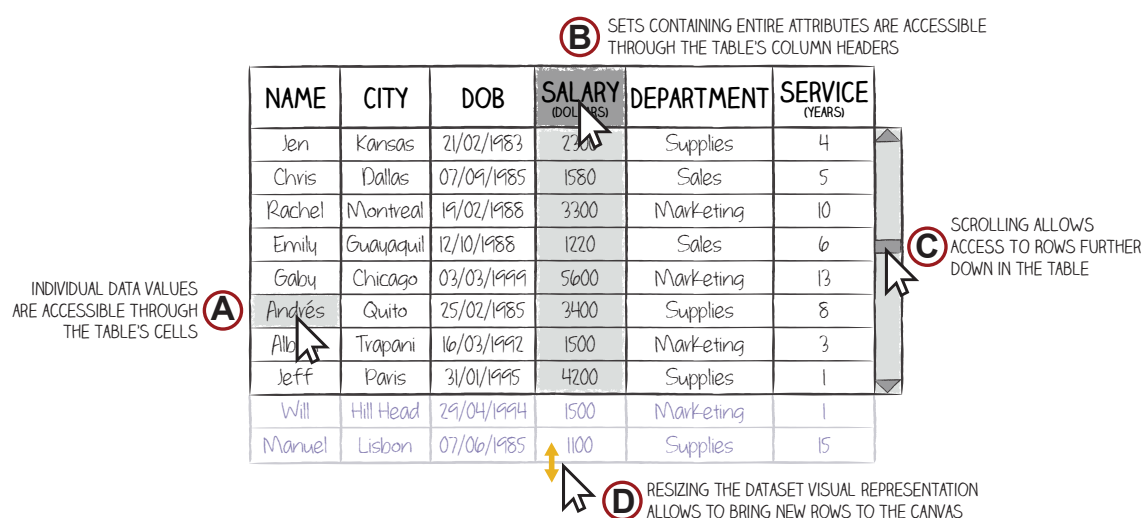 B SETS CONTAINING ENTIRE ATTRIBUTES ARE ACCESSIBLE
THROUGH THE TABLE'S COLUMN HEADERS
NAME CITY DOB SALARY DEPARTMENT SERVICE
(YEARS)
Jen Kansas 21/02/1983 Supplies 4
Chris Dallas 07/09/1985 1580 Sales 5
Rachel Montreal 19/02/1988 3300 Marketing 10
Emily Guayaquil 12/10/1988 1220 Sales 6
Gaby Chicago 03/03/1999 5600 Marketing 13
Andrés Quito 25/02/1985 3400 Supplies 8
Trapani 16/03/1992 1500 Marketing 3
Jeff Paris 31/01/1995 4200 Supplies 1
Will Hill Head 29/04/1994 1500 Marketing 1
Manuel Lisbon 07/06/1985 1100 Supplies 15
INDIVIDUAL DATA VALUES
ARE ACCESSIBLE THROUGH A
THE TABLE'S CELLS
SCROLLING ALLOWS
C ACCESS TO ROWS FURTHER
DOWN IN THE TABLE
D RESIZING THE DATASET VISUAL REPRESENTATION
ALLOWS TO BRING NEW ROWS TO THE CANVAS